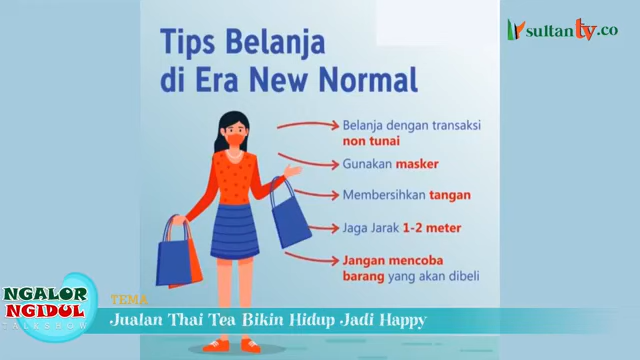 sultantv.co
Tips Belanja
di Era New Normal
Belanja dengan transaksi
non tunai
Gunakan masker
Membersihkan tangan
Jaga Jarak 1-2 meter
Jangan mencoba
barang yang akan dibeli
NGALOR
NGIDUL
TALKSHOW
TEMA
Jualan Thai Tea Bikin Hidup Jadi Happy